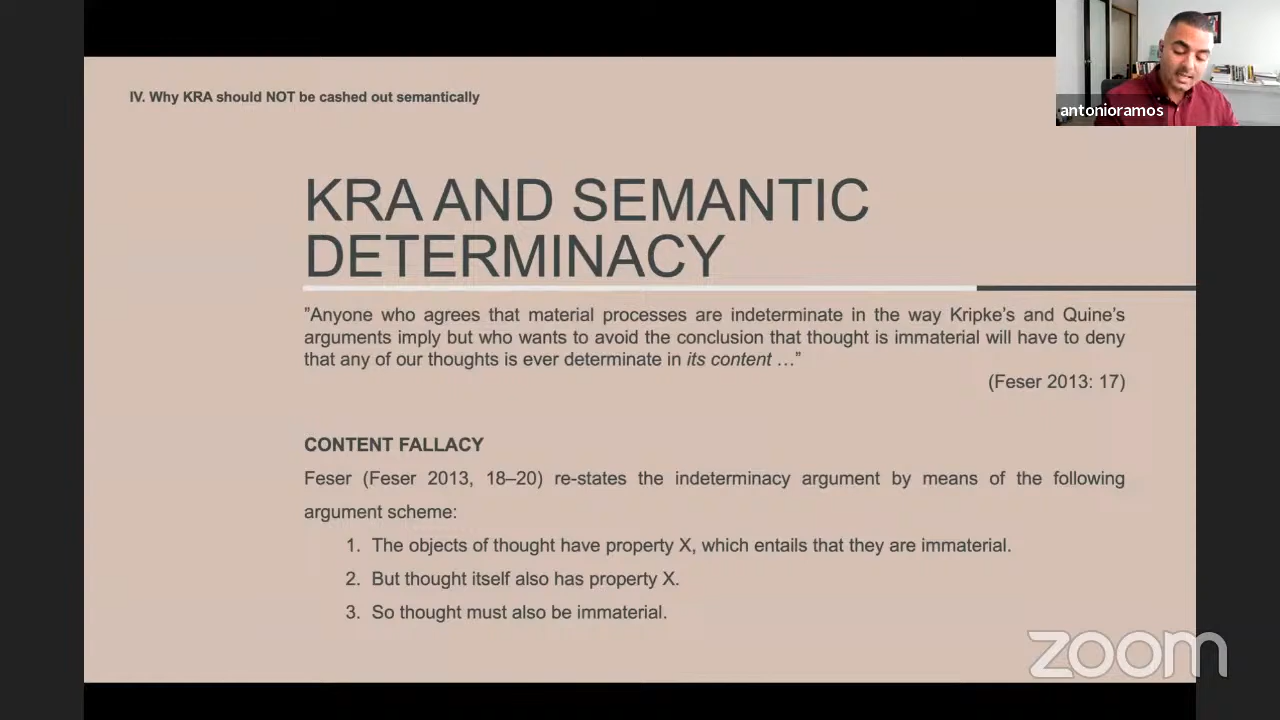 IV. Why KRA should NOT be cashed out semantically
antonioramos
KRA AND SEMANTIC
DETERMINACY
"Anyone who agrees that material processes are indeterminate in the way Kripke's and Quine's
arguments imply but who wants to avoid the conclusion that thought is immaterial will have to deny
that any of our thoughts is ever determinate in its content …"
(Feser 2013: 17)
CONTENT FALLACY
Feser (Feser 2013, 18–20) re-states the indeterminacy argument by means of the following
argument scheme:
1. The objects of thought have property X, which entails that they are immaterial.
2. But thought itself also has property X.
3. So thought must also be immaterial.
zoom